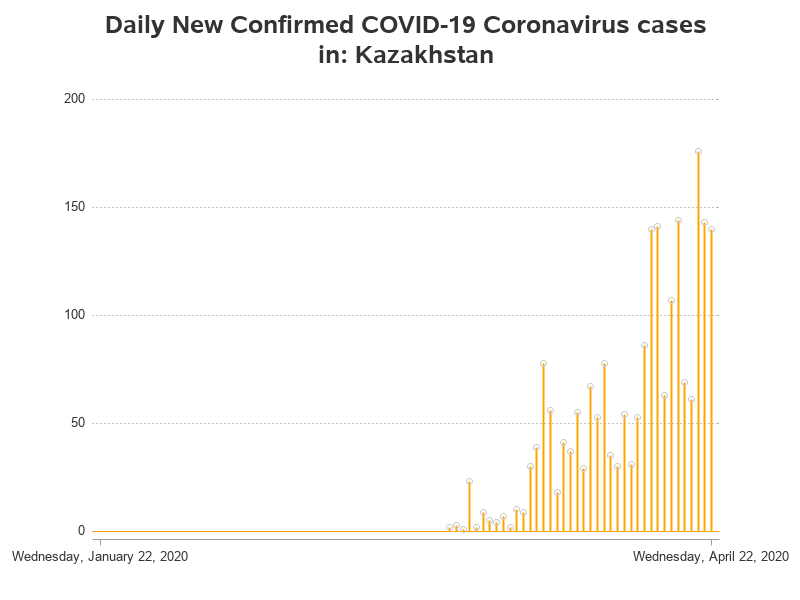 Daily New Confirmed COVID-19 Coronavirus cases
in: Kazakhstan
200
150
100
50
0
Wednesday, January 22, 2020
Wednesday, April 22, 2020